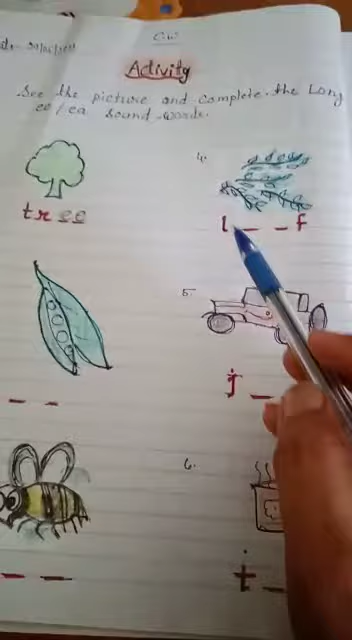 C.W
Activity
See the picture and complete the Long
ee/ea Sound words.
tree
4.
l _ _ f
_ _
5.
j _
_ _
6.
t _